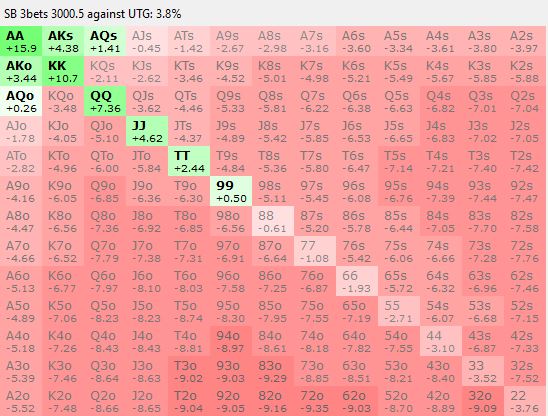 SB 3bets 3000.5 against UTG: 3.8%
AA AKs AQs AJs ATs A9s A8s A7s A6s A5s A4s A3s A2s
+15.9 +4.38 +1.41 -0.45 -1.42 -2.67 -2.98 -3.16 -3.60 -3.34 -3.61 -3.80 -3.97
AKo KK KQs KJs KTs K9s K8s K7s K6s K5s K4s K3s K2s
+3.44 +10.7 -2.11 -2.62 -3.46 -4.52 -5.01 -4.98 -5.21 -5.49 -5.67 -5.85 -5.88
AQo KQo QQ QJs QTs Q9s Q8s Q7s Q6s Q5s Q4s Q3s Q2s
+0.26 -3.48 +7.36 -3.62 -4.46 -5.33 -5.81 -6.22 -6.38 -6.63 -6.82 -7.01 -7.04
AJo KJo QJo JJ JTs J9s J8s J7s J6s J5s J4s J3s J2s
-1.78 -4.05 -5.10 +4.62 -4.37 -4.89 -5.42 -5.85 -6.53 -6.65 -6.83 -7.02 -7.05
ATo KTo QTo JTo TT T9s T8s T7s T6s T5s T4s T3s T2s
-2.82 -4.96 -6.00 -5.84 +2.44 -4.84 -5.36 -5.80 -6.47 -7.14 -7.21 -7.40 -7.42
A9o K9o Q9o J9o T9o 99 98s 97s 96s 95s 94s 93s 92s
-4.16 -6.05 -6.85 -6.36 -6.30 +0.50 -5.11 -5.45 -6.08 -6.76 -7.39 -7.44 -7.47
A8o K8o Q8o J8o T8o 98o 88 87s 86s 85s 84s 83s 82s
-4.47 -6.56 -7.36 -6.92 -6.85 -6.56 -0.61 -5.20 -5.78 -6.44 -7.05 -7.70 -7.58
A7o K7o Q7o J7o T7o 97o 87o 77 76s 75s 74s 73s 72s
-4.66 -6.52 -7.79 -7.38 -7.31 -6.91 -6.64 -1.08 -5.42 -6.06 -6.66 -7.28 -7.76
A6o K6o Q6o J6o T6o 96o 86o 76o 66 65s 64s 63s 62s
-5.13 -6.77 -7.97 -8.10 -8.03 -7.58 -7.25 -6.87 -1.93 -5.72 -6.32 -6.96 -7.46
A5o K5o Q5o J5o T5o 95o 85o 75o 65o 55 54s 53s 52s
-4.89 -7.06 -8.23 -8.23 -8.74 -8.30 -7.95 -7.55 -7.19 -2.71 -6.07 -6.68 -7.15
A4o K4o Q4o J4o T4o 94o 84o 74o 64o 54o 44 43s 42s
-5.18 -7.26 -8.43 -8.43 -8.81 -8.97 -8.61 -8.18 -7.82 -7.55 -3.10 -6.87 -7.33
A3o K3o Q3o J3o T3o 93o 83o 73o 63o 53o 43o 33 32s
-5.39 -7.46 -8.64 -8.63 -9.02 -9.03 -9.29 -8.85 -8.51 -8.21 -8.40 -3.52 -7.53
A2o K2o Q2o J2o T2o 92o 82o 72o 62o 52o 42o 32o 22
-5.52 -7.48 -8.66 -8.65 -9.04 -9.05 -9.16 -9.35 -9.03 -8.70 -8.89 -9.09 -3.76